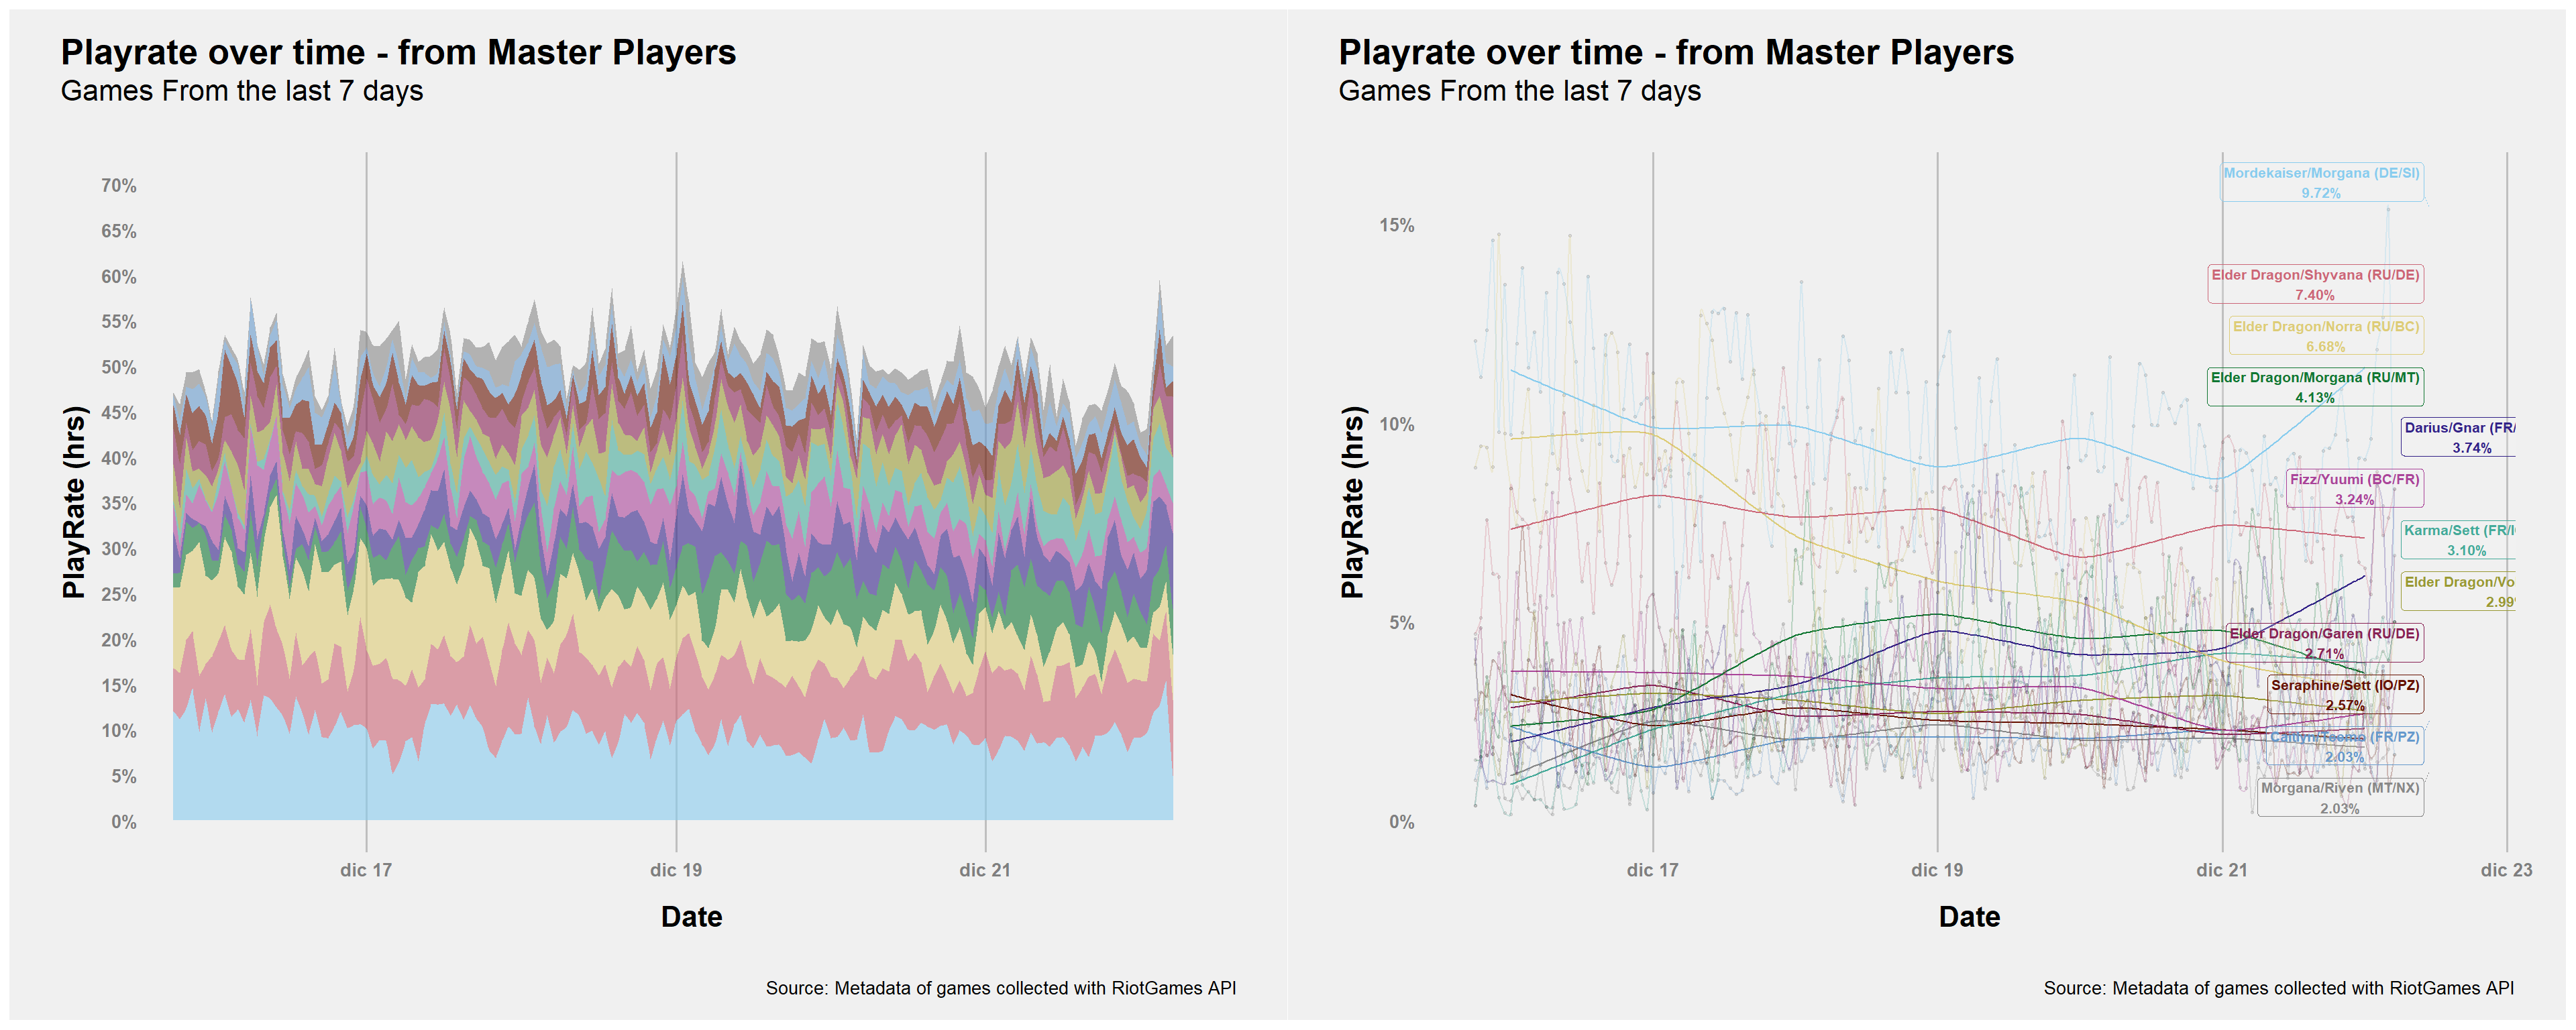 Playrate over time - from Master Players
Games From the last 7 days
70%
65%
60%
55%
50%
45%
40%
35%
30%
25%
20%
15%
10%
5%
0%
PlayRate (hrs)
dic 17
dic 19
dic 21
Date
Source: Metadata of games collected with RiotGames API
Playrate over time - from Master Players
Games From the last 7 days
15%
10%
5%
0%
PlayRate (hrs)
Mordekaiser/Morgana (DE/SI)
9.72%
Elder Dragon/Shyvana (RU/DE)
7.40%
Elder Dragon/Norra (RU/BC)
6.68%
Elder Dragon/Morgana (RU/MT)
4.13%
Darius/Gnar (FR/
3.74%
Fizz/Yuumi (BC/FR)
3.24%
Karma/Sett (FR/I
3.10%
Elder Dragon/Vo
2.99
Elder Dragon/Garen (RU/DE)
2.71%
Seraphine/Sett (IO/PZ)
2.57%
(FR/PZ)
2.03%
Morgana/Riven (MT/NX)
2.03%
dic 17
dic 19
dic 21
dic 23
Date
Source: Metadata of games collected with RiotGames API